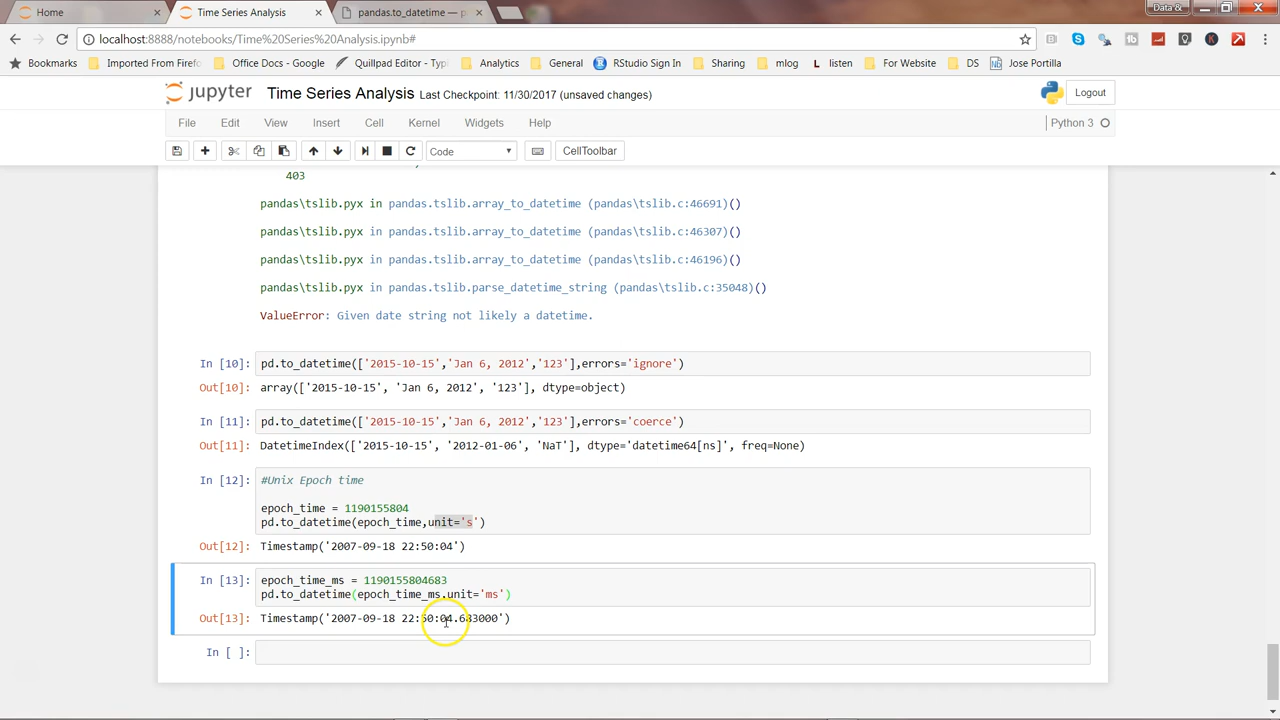 Home
Time Series Analysis
pandas.to_datetime — p
Data &
localhost:8888/notebooks/Time%20Series%20Analysis.ipynb#
Bookmarks Imported From Firef Office Docs - Google Quillpad Editor - Typi Analytics General RStudio Sign In Sharing mlog L listen For Website DS Jose Portilla
jupyter Time Series Analysis Last Checkpoint: 11/30/2017 (unsaved changes) Logout
File Edit View Insert Cell Kernel Widgets Help Python 3
Code CellToolbar
403
pandas\tslib.pyx in pandas.tslib.array_to_datetime (pandas\tslib.c:46691)()
pandas\tslib.pyx in pandas.tslib.array_to_datetime (pandas\tslib.c:46307)()
pandas\tslib.pyx in pandas.tslib.array_to_datetime (pandas\tslib.c:46196)()
pandas\tslib.pyx in pandas.tslib.parse_datetime_string (pandas\tslib.c:35048)()
ValueError: Given date string not likely a datetime.
In [10]: pd.to_datetime(['2015-10-15','Jan 6, 2012','123'],errors='ignore')
Out[10]: array(['2015-10-15', 'Jan 6, 2012', '123'], dtype=object)
In [11]: pd.to_datetime(['2015-10-15','Jan 6, 2012','123'],errors='coerce')
Out[11]: DatetimeIndex(['2015-10-15', '2012-01-06', 'NaT'], dtype='datetime64[ns]', freq=None)
In [12]: #Unix Epoch time
epoch_time = 1190155804
pd.to_datetime(epoch_time,unit='s')
Out[12]: Timestamp('2007-09-18 22:50:04')
In [13]: epoch_time_ms = 1190155804683
pd.to_datetime(epoch_time_ms,unit='ms')
Out[13]: Timestamp('2007-09-18 22:50:04.683000')
In [ ]: